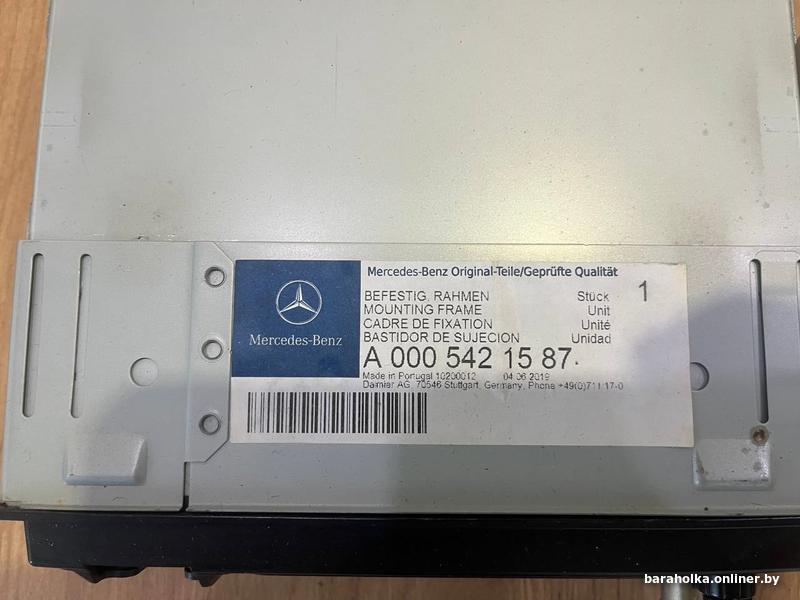 Mercedes-Benz Original-Teile/Geprüfte Qualität
BEFESTIG. RAHMEN Stück 1
MOUNTING FRAME Unit
CADRE DE FIXATION Unité
BASTIDOR DE SUJECION Unidad
Mercedes-Benz
A 000 542 15 87
Made in Portugal 10200012 04.06.2019
Daimler AG, 70546 Stuttgart, Germany, Phone +49(0)711/17-0
baraholka.onliner.by